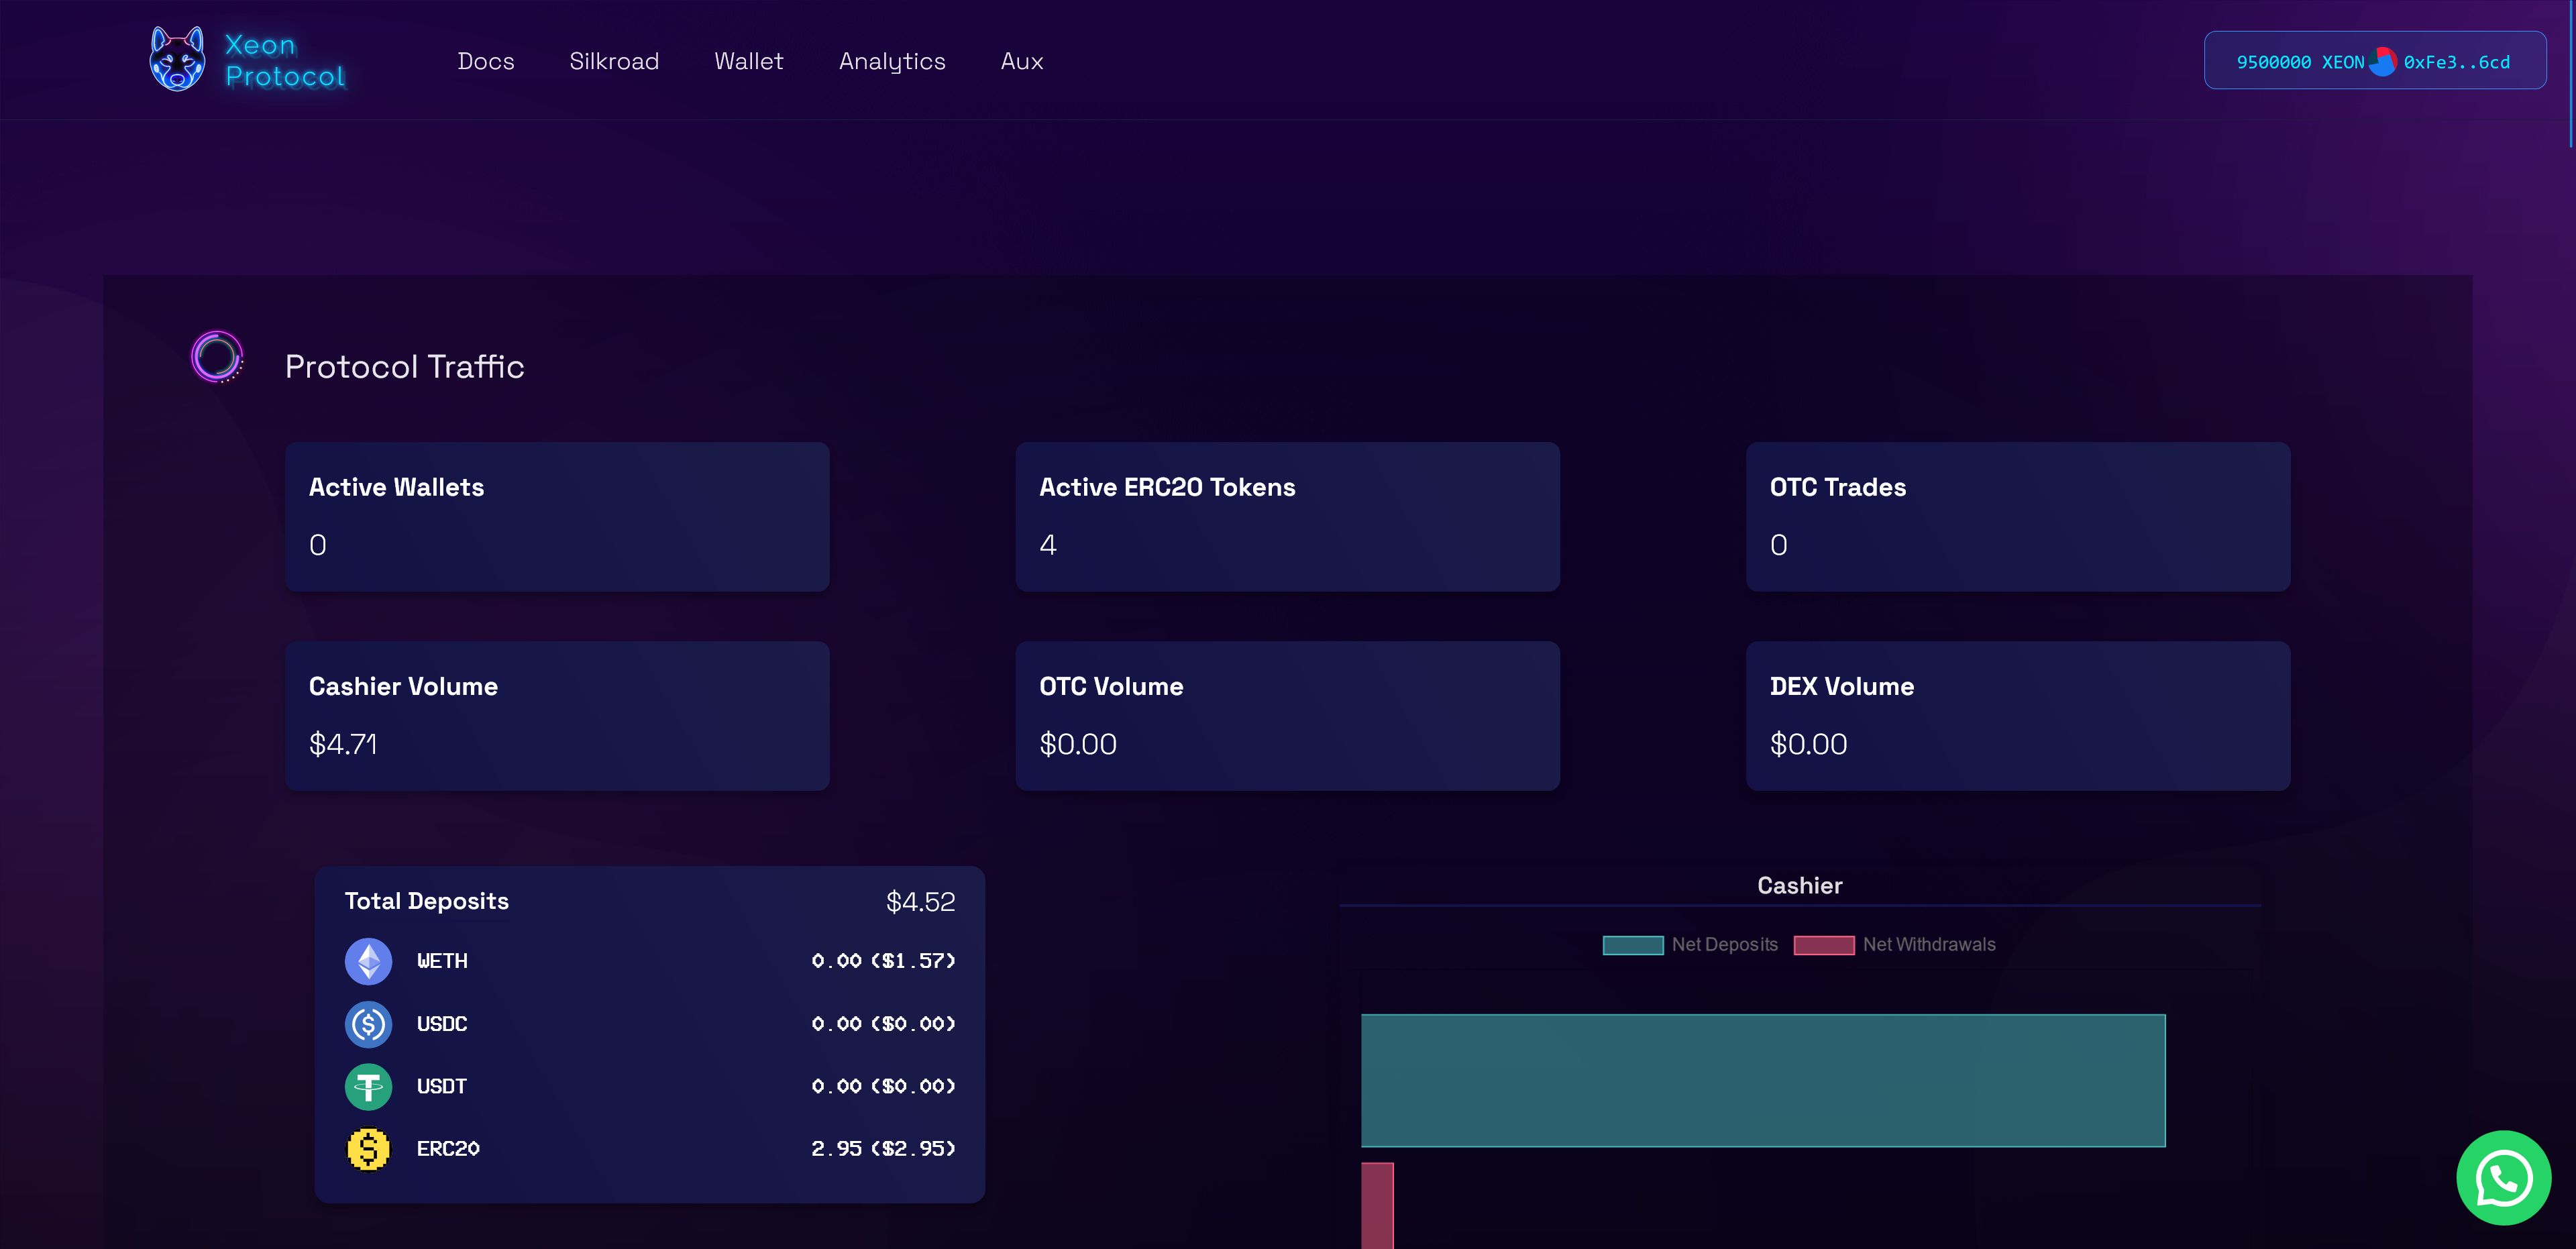 Xeon
Protocol
Docs
Silkroad
Wallet
Analytics
Aux
9500000 XEON 0xFe3..6cd
Protocol Traffic
Active Wallets
0
Active ERC20 Tokens
4
OTC Trades
0
Cashier Volume
$4.71
OTC Volume
$0.00
DEX Volume
$0.00
Total Deposits $4.52
WETH 0.00 ($1.57)
USDC 0.00 ($0.00)
USDT 0.00 ($0.00)
ERC20 2.95 ($2.95)
Cashier
Net Deposits Net Withdrawals